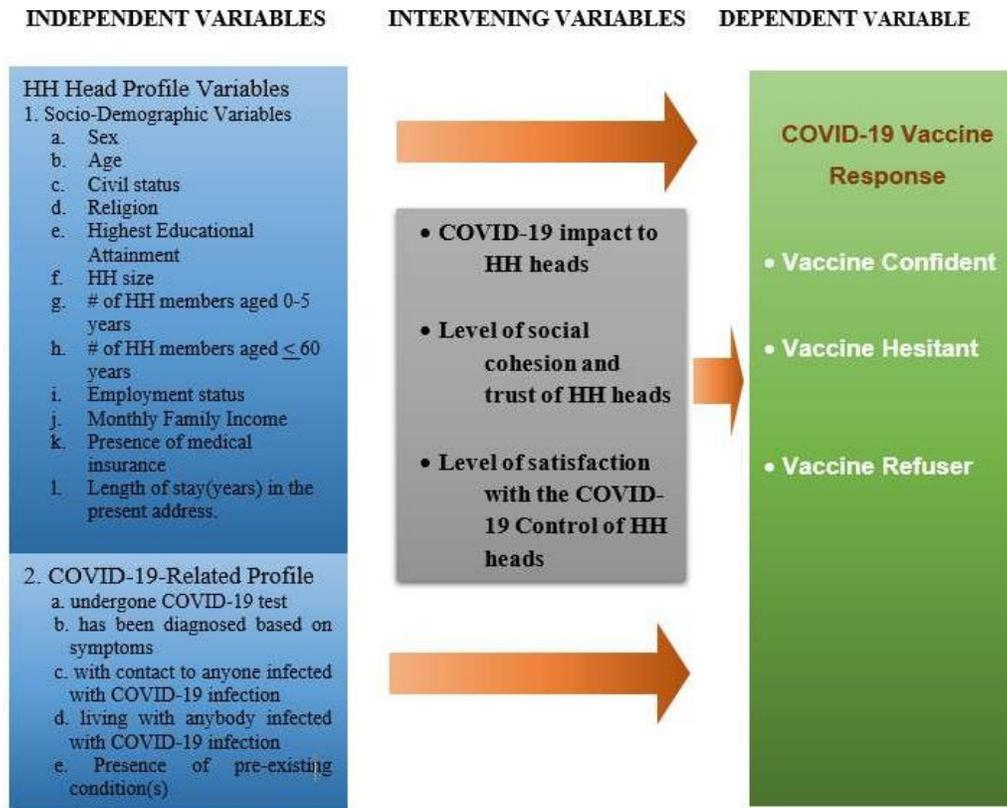 INDEPENDENT VARIABLES
INTERVENING VARIABLES
DEPENDENT VARIABLE
HH Head Profile Variables
1. Socio-Demographic Variables
a. Sex
b. Age
c. Civil status
d. Religion
e. Highest Educational
Attainment
f. HH size
g. # of HH members aged 0-5
years
h. # of HH members aged ≤ 60
years
i. Employment status
j. Monthly Family Income
k. Presence of medical
insurance
l. Length of stay(years) in the
present address.
2. COVID-19-Related Profile
a. undergone COVID-19 test
b. has been diagnosed based on
symptoms
c. with contact to anyone infected
with COVID-19 infection
d. living with anybody infected
with COVID-19 infection
e. Presence of pre-existing
condition(s)
• COVID-19 impact to
HH heads
• Level of social
cohesion and
trust of HH heads
• Level of satisfaction
with the COVID-
19 Control of HH
heads
COVID-19 Vaccine
Response
• Vaccine Confident
• Vaccine Hesitant
• Vaccine Refuser